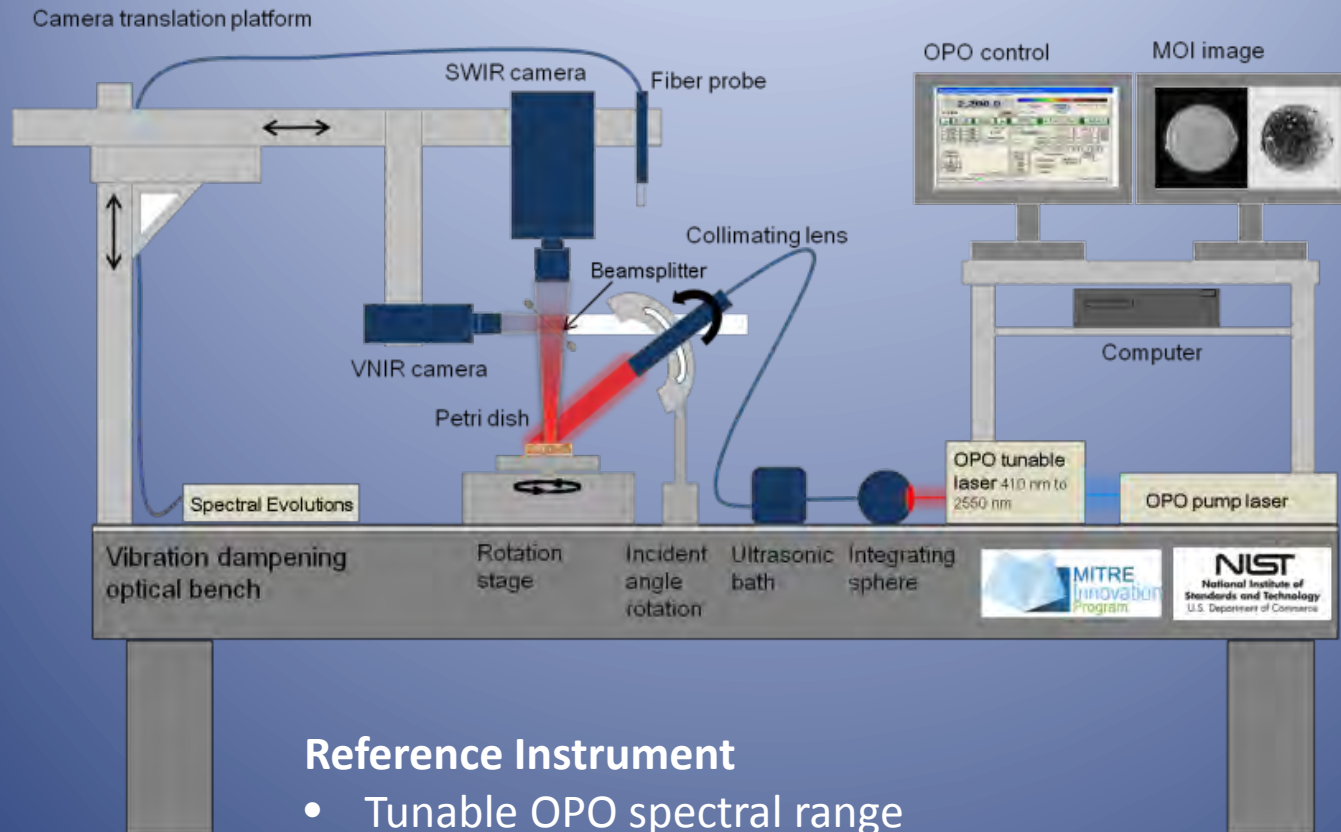 Camera translation platform
SWIR camera
Fiber probe
OPO control
MOI image
2,200.0
Collimating lens
Beamsplitter
VNIR camera
Computer
Petri dish
OPO tunable
laser 410 nm to
2550 nm
OPO pump laser
Spectral Evolutions
Vibration dampening
optical bench
Rotation
stage
Incident
angle
rotation
Ultrasonic
bath
Integrating
sphere
MITRE
Innovation
Program
NIST
National Institute of
Standards and Technology
U.S. Department of Commerce
Reference Instrument
• Tunable OPO spectral range